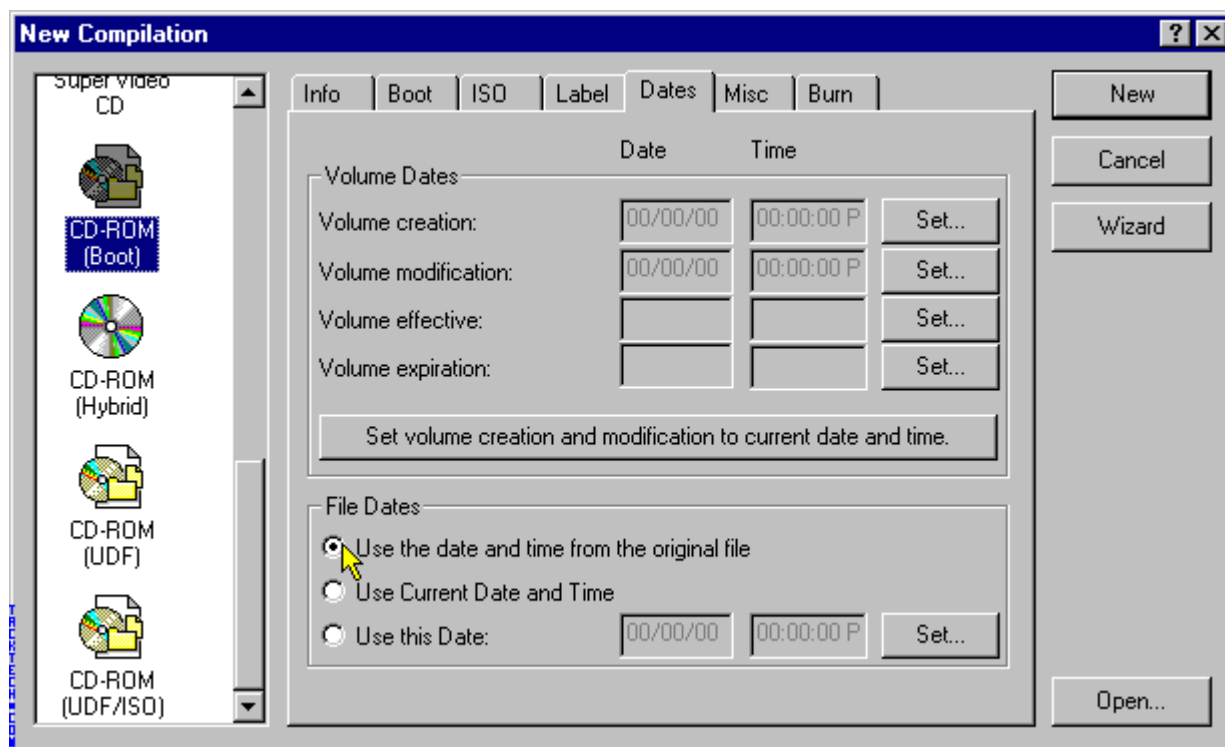 New Compilation
Super Video
CD
CD-ROM
(Boot)
CD-ROM
(Hybrid)
CD-ROM
(UDF)
CD-ROM
(UDF/ISO)
Info Boot ISO Label Dates Misc Burn
Date Time
Volume Dates
Volume creation: 00/00/00 00:00:00 P Set...
Volume modification: 00/00/00 00:00:00 P Set...
Volume effective: Set...
Volume expiration: Set...
Set volume creation and modification to current date and time.
File Dates
Use the date and time from the original file
Use Current Date and Time
Use this Date: 00/00/00 00:00:00 P Set...
New
Cancel
Wizard
Open...